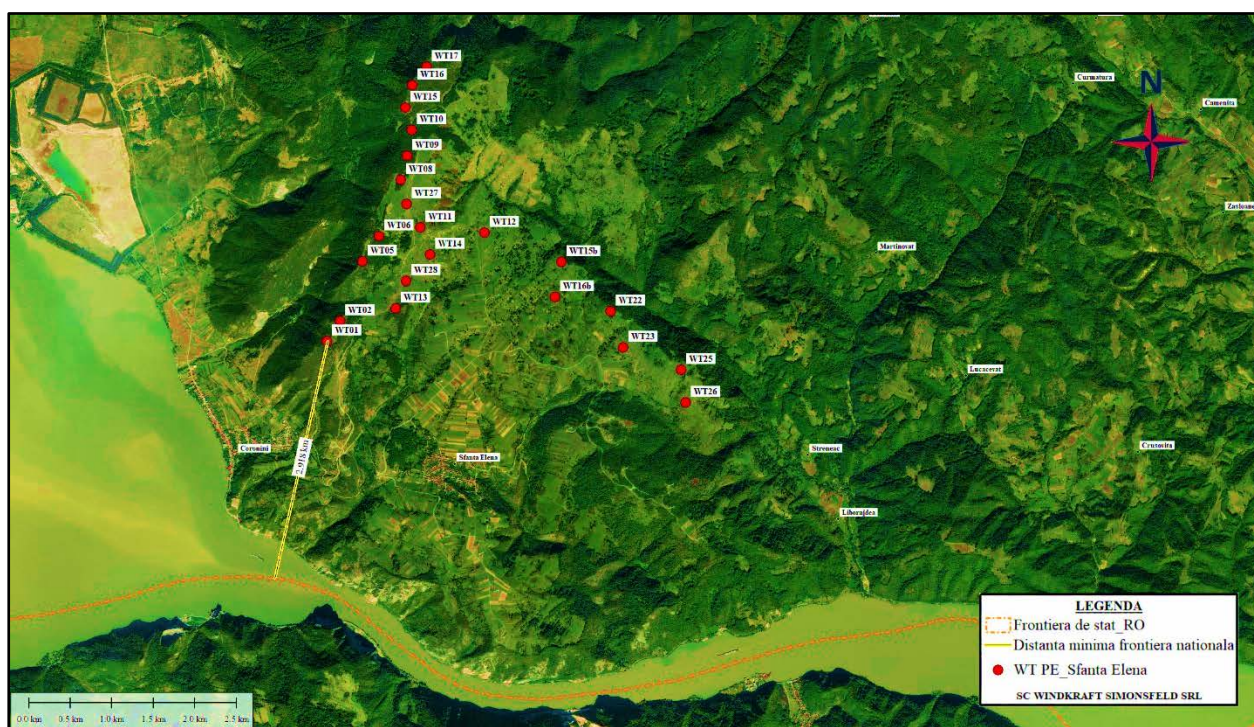 WT17
WT16
WT15
WT10
WT09
WT08
WT27
WT11
WT12
WT06
WT14
WT05
WT15b
WT28
WT16b
WT13
WT22
WT02
WT01
WT23
WT25
WT26
N
Curmatura
Camenita
Martinovat
Lucacevat
Coronini
2.918 km
Sfanta Elena
Strenesc
Crusovita
Liborajdea
LEGENDA
Frontiera de stat_RO
Distanta minima frontiera nationala
WT PE_Sfanta Elena
SC WINDKRAFT SIMONSFELD SRL
0.0 km 0.5 km 1.0 km 1.5 km 2.0 km 2.5 km